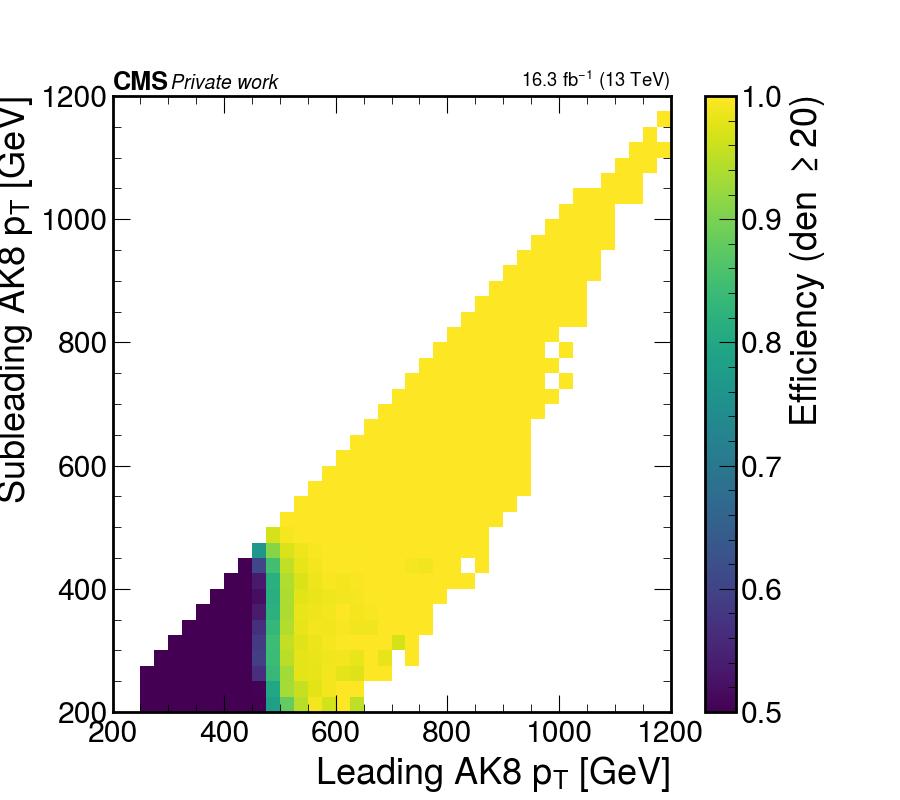 CMS Private work
16.3 fb⁻¹ (13 TeV)
Subleading AK8 pT [GeV]
1200
1000
800
600
400
200
200 400 600 800 1000 1200
Leading AK8 pT [GeV]
1.0
0.9
0.8
0.7
0.6
0.5
Efficiency (den ≥ 20)